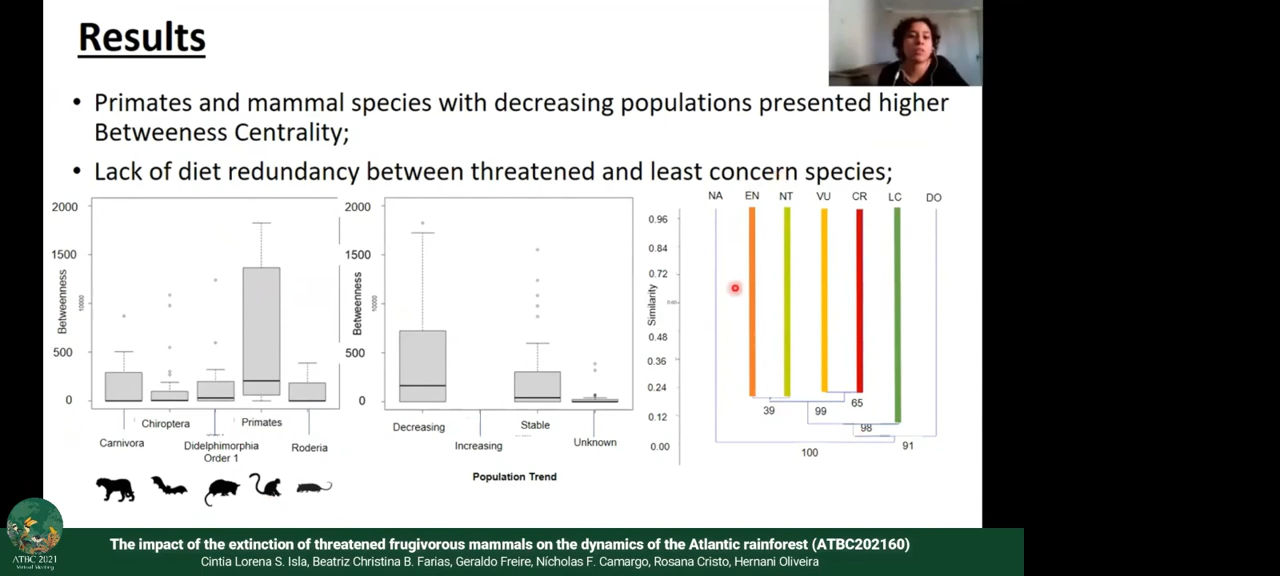 Results
• Primates and mammal species with decreasing populations presented higher
Betweeness Centrality;
• Lack of diet redundancy between threatened and least concern species;
2000
1500
10000
500
0
Betweenness
Carnivora
Chiroptera
Didelphimorphia
Primates
Roderia
Order 1
2000
1500
10000
500
0
Betweenness
Decreasing
Increasing
Stable
Unknown
Population Trend
NA EN NT VU CR LC DO
0.96
0.84
0.72
0.60
0.48
0.36
0.24
0.12
0.00
Similarity
39
99
65
98
91
100
ATBC 2021
Virtual Meeting
The impact of the extinction of threatened frugivorous mammals on the dynamics of the Atlantic rainforest (ATBC202160)
Cintia Lorena S. Isla, Beatriz Christina B. Farias, Geraldo Freire, Nícholas F. Camargo, Rosana Cristo, Hernani Oliveira